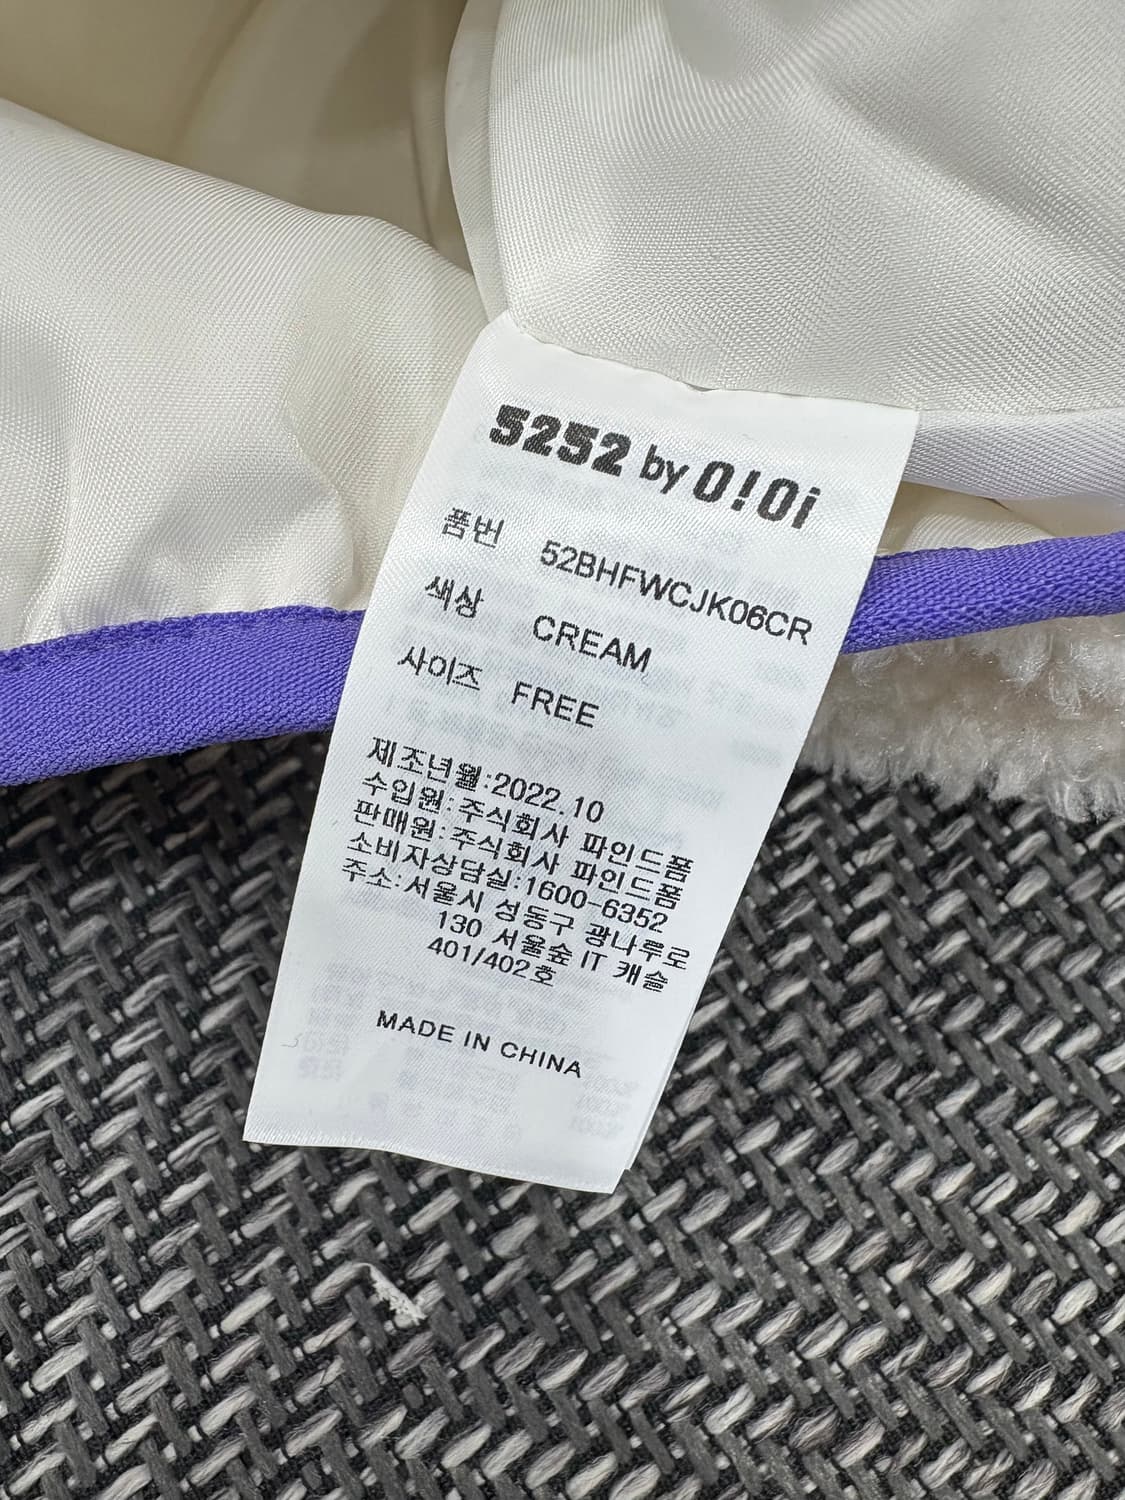 5252 by O!Oi
품번 52BHFWCJK06CR
색상 CREAM
사이즈 FREE
제조년월:2022.10
수입원:주식회사 파인드폼
판매원:주식회사 파인드폼
소비자상담실:1600-6352
주소:서울시 성동구 광나루로
130 서울숲 IT 캐슬
401/402호
MADE IN CHINA